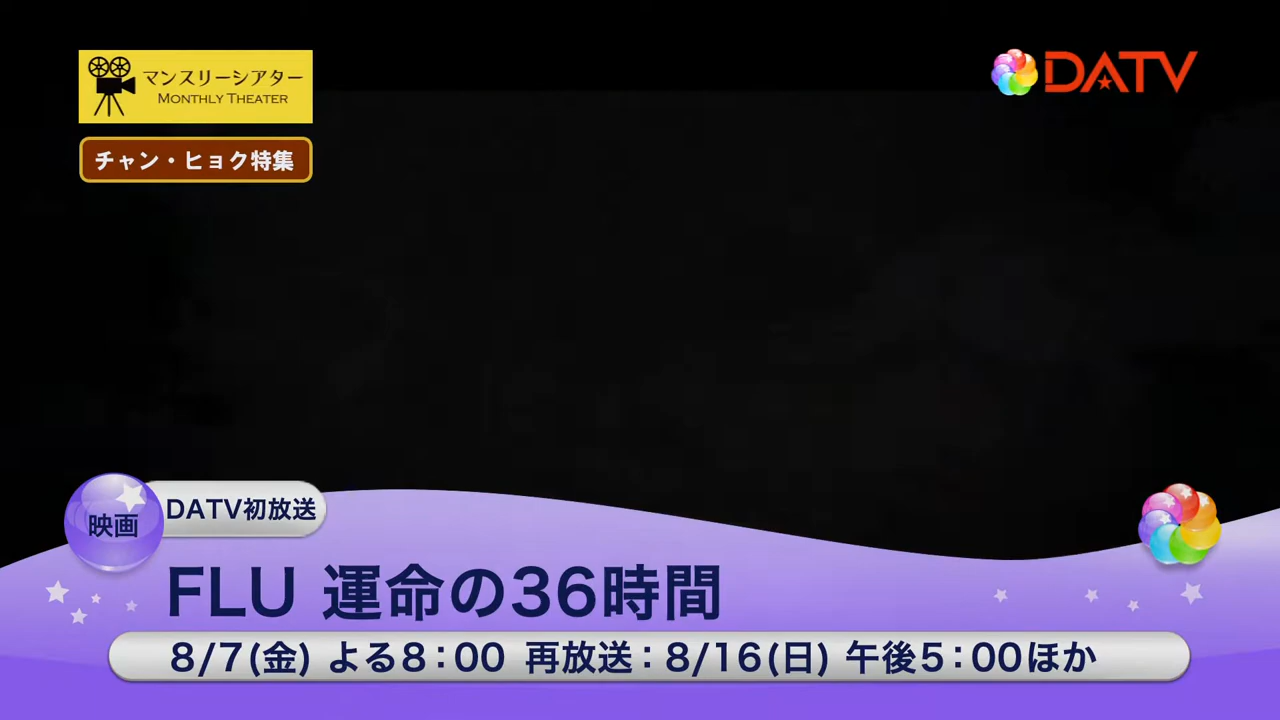 マンスリーシアター
MONTHLY THEATER
DATV
チャン・ヒョク特集
映画
DATV初放送
FLU 運命の36時間
8/7(金) よる8:00 再放送:8/16(日) 午後5:00ほか